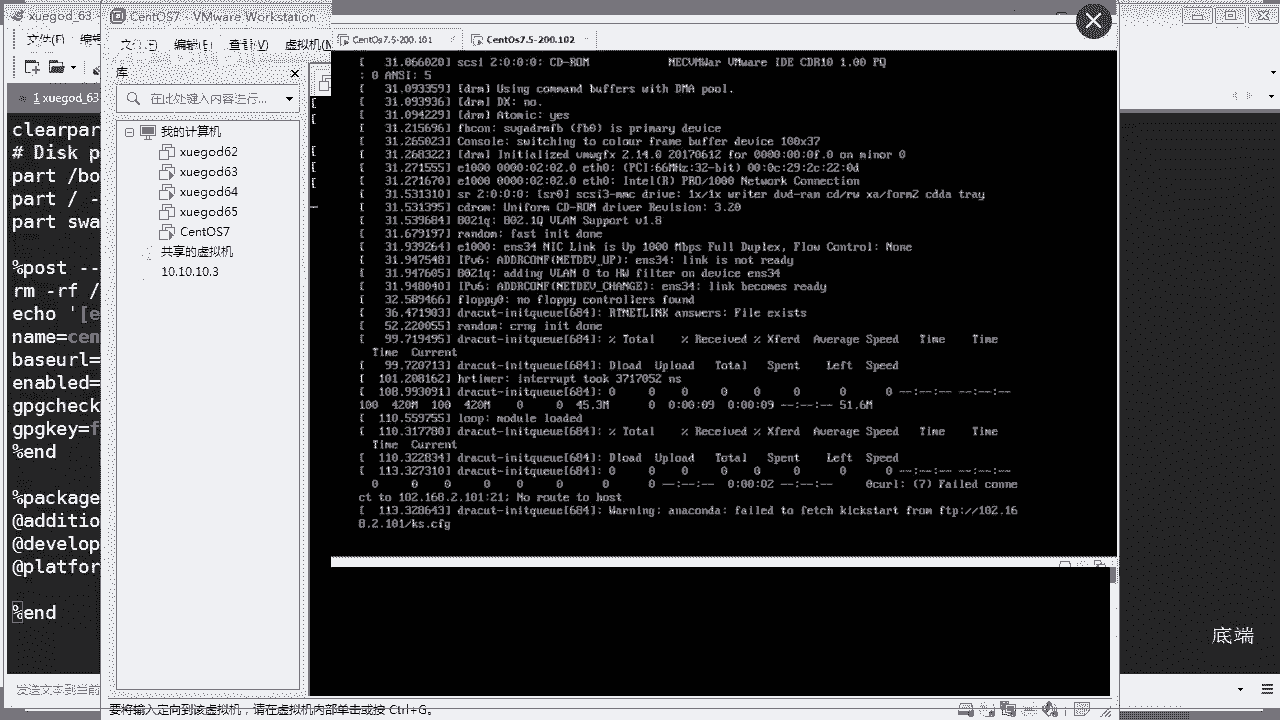 CentOS7 - VMware Workstation
xuegod_63
文件(F) 编辑
文件(F) 编辑(E) 查看(V) 虚拟机(M
CentOs7.5-200.101
CentOs7.5-200.102
库
在此处键入内容进行...
1 xuegod_63
我的计算机
xuegod62
xuegod63
xuegod64
xuegod65
CentOS7
共享的虚拟机
10.10.10.3
clearpar
# Disk
part
part
part swa
%post --
rm -rf /
echo '[e
name=cen
baseurl=
enabled=
gpgcheck
gpgkey=f
%end
%package
@additi
@develop
@platfor
%end
[ 31.066020] scsi 2:0:0:0: CD-ROM NECVMWar VMware IDE CDR10 1.00 PQ
: 0 ANSI: 5
[ 31.093359] [drm] Using command buffers with DMA pool.
[ 31.093936] [drm] DX: no.
[ 31.094229] [drm] Atomic: yes
[ 31.215696] fbcon: svgadrmfb (fb0) is primary device
[ 31.265023] Console: switching to colour frame buffer device 100x37
[ 31.268322] [drm] Initialized vmwgfx 2.14.0 20170612 for 0000:00:0f.0 on minor 0
[ 31.271555] e1000 0000:02:02.0 eth0: (PCI:66MHz:32-bit) 00:0c:29:2c:22:0d
[ 31.271670] e1000 0000:02:02.0 eth0: Intel(R) PRO/1000 Network Connection
[ 31.531310] sr 2:0:0:0: [sr0] scsi3-mmc drive: 1x/1x writer dvd-ram cd/rw xa/form2 cdda tray
[ 31.531395] cdrom: Uniform CD-ROM driver Revision: 3.20
[ 31.539684] 8021q: 802.1Q VLAN Support v1.8
[ 31.679197] random: fast init done
[ 31.939264] e1000: ens34 NIC Link is Up 1000 Mbps Full Duplex, Flow Control: None
[ 31.947548] IPv6: ADDRCONF(NETDEV_UP): ens34: link is not ready
[ 31.947605] 8021q: adding VLAN 0 to HW filter on device ens34
[ 31.948040] IPv6: ADDRCONF(NETDEV_CHANGE): ens34: link becomes ready
[ 32.589466] floppy0: no floppy controllers found
[ 36.471903] dracut-initqueue[684]: RTNETLINK answers: File exists
[ 52.220055] random: crng init done
[ 99.719495] dracut-initqueue[684]: % Total % Received % Xferd Average Speed Time Time
Time Current
[ 99.720713] dracut-initqueue[684]: Dload Upload Total Spent Left Speed
[ 101.208162] hrtimer: interrupt took 3717052 ns
[ 108.993091] dracut-initqueue[684]: 0 0 0 0 0 0 0 0 --:--:-- --:--:--
100 420M 100 420M 0 0 45.3M 0 0:00:09 0:00:09 --:--:-- 51.6M
[ 110.559755] loop: module loaded
[ 110.317780] dracut-initqueue[684]: % Total % Received % Xferd Average Speed Time Time
Time Current
[ 110.322834] dracut-initqueue[684]: Dload Upload Total Spent Left Speed
[ 113.327310] dracut-initqueue[684]: 0 0 0 0 0 0 0 0 --:--:-- --:--:--
0 0 0 0 0 0 0 0 --:--:-- 0:00:02 --:--:-- 0curl: (7) Failed conne
ct to 102.168.2.101:21; No route to host
[ 113.328643] dracut-initqueue[684]: Warning: anaconda: failed to fetch kickstart from ftp://102.16
8.2.101/ks.cfg
底端
要将输入定向到该虚拟机，请在虚拟机内部单击或按 Ctrl+G。